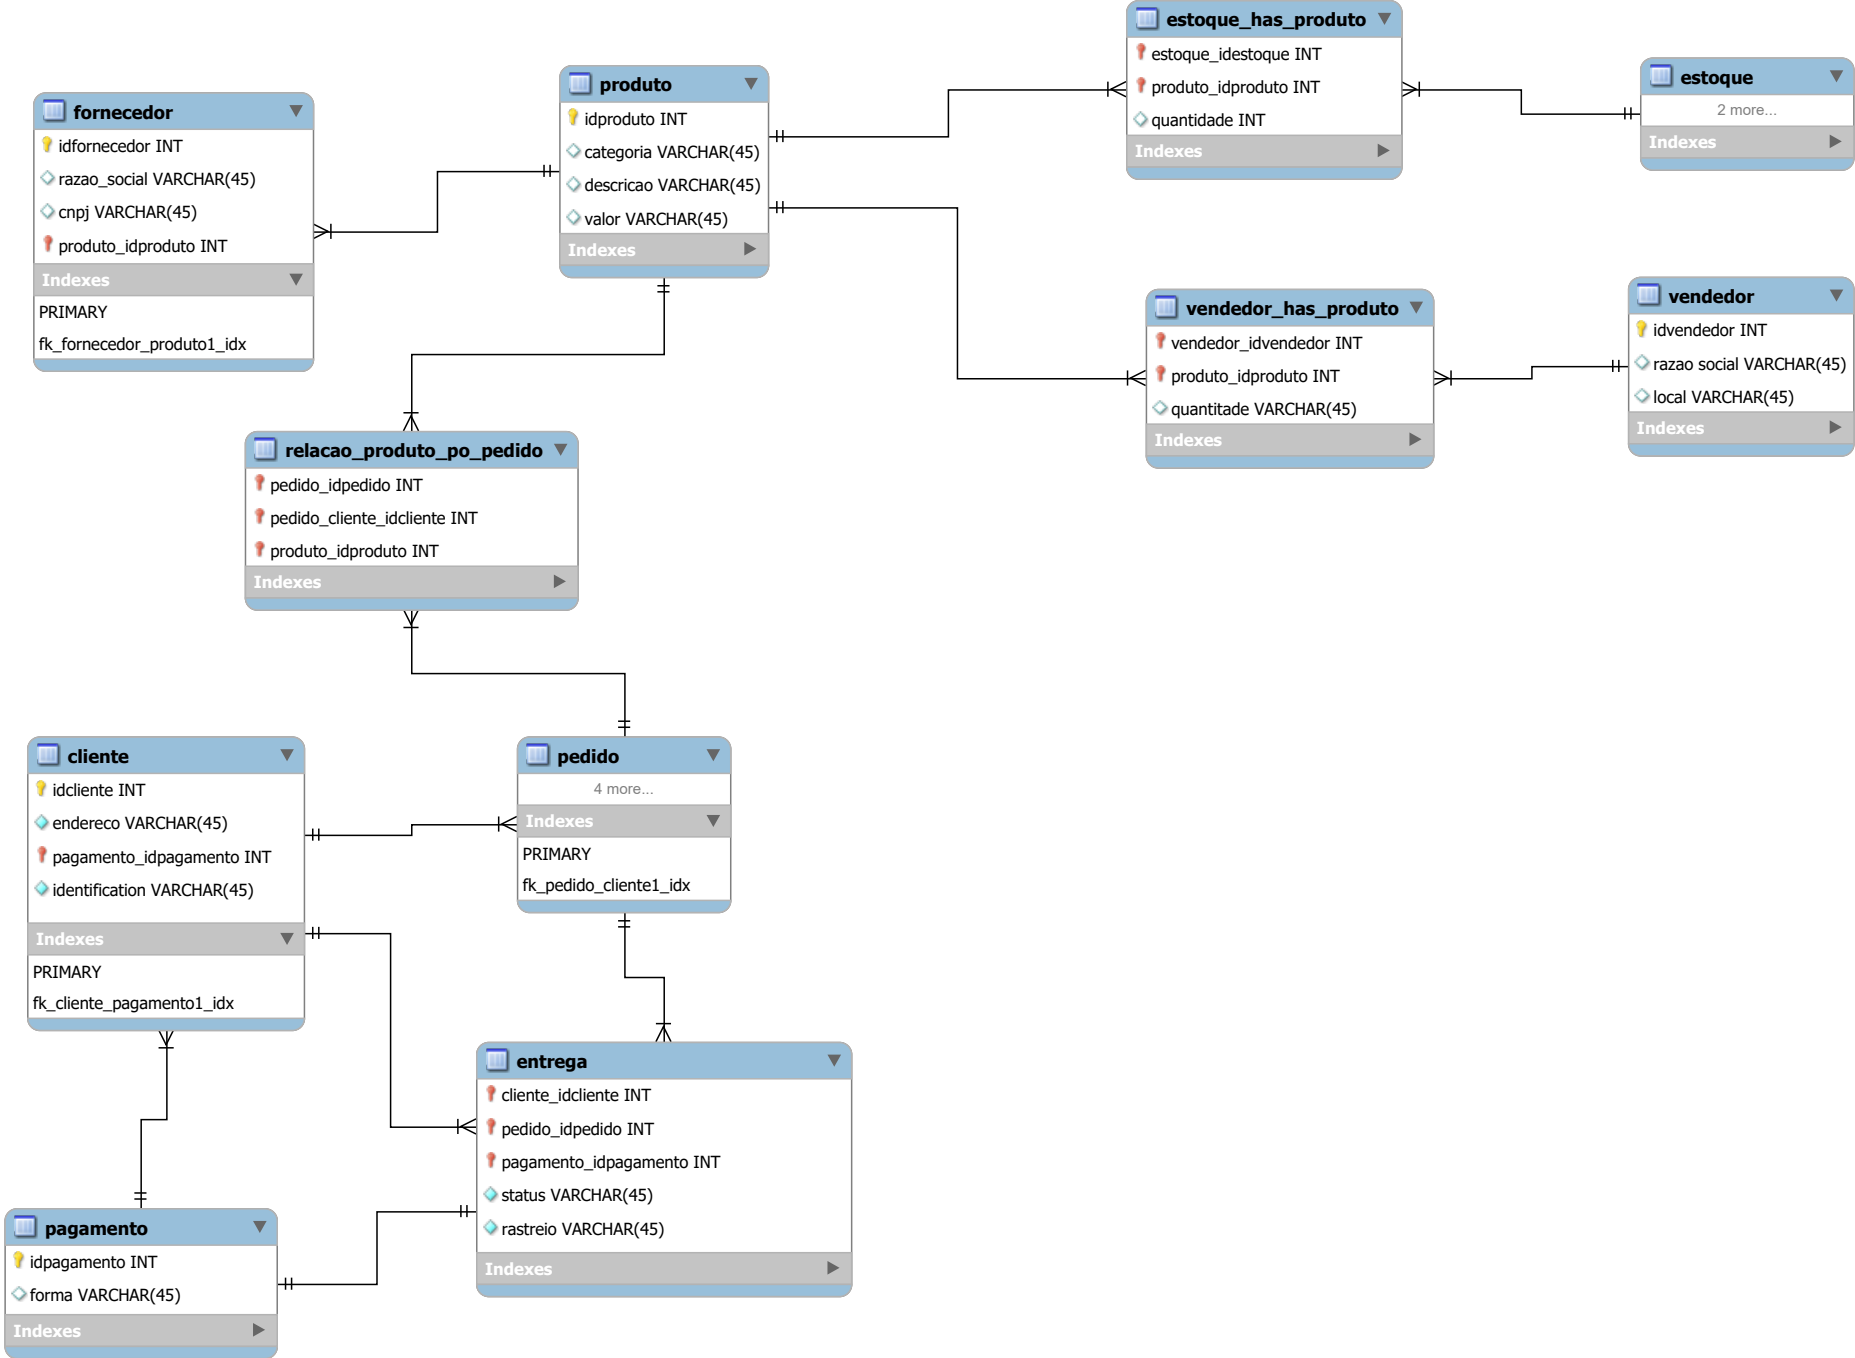 fornecedor
idfornecedor INT
razao_social VARCHAR(45)
cnpj VARCHAR(45)
produto_idproduto INT
Indexes
PRIMARY
fk_fornecedor_produto1_idx
produto
idproduto INT
categoria VARCHAR(45)
descricao VARCHAR(45)
valor VARCHAR(45)
Indexes
estoque_has_produto
estoque_idestoque INT
produto_idproduto INT
quantidade INT
Indexes
estoque
2 more...
Indexes
vendedor_has_produto
vendedor_idvendedor INT
produto_idproduto INT
quantitade VARCHAR(45)
Indexes
vendedor
idvendedor INT
razao social VARCHAR(45)
local VARCHAR(45)
Indexes
relacao_produto_po_pedido
pedido_idpedido INT
pedido_cliente_idcliente INT
produto_idproduto INT
Indexes
cliente
idcliente INT
endereco VARCHAR(45)
pagamento_idpagamento INT
identification VARCHAR(45)
Indexes
PRIMARY
fk_cliente_pagamento1_idx
pedido
4 more...
Indexes
PRIMARY
fk_pedido_cliente1_idx
entrega
cliente_idcliente INT
pedido_idpedido INT
pagamento_idpagamento INT
status VARCHAR(45)
rastreio VARCHAR(45)
Indexes
pagamento
idpagamento INT
forma VARCHAR(45)
Indexes